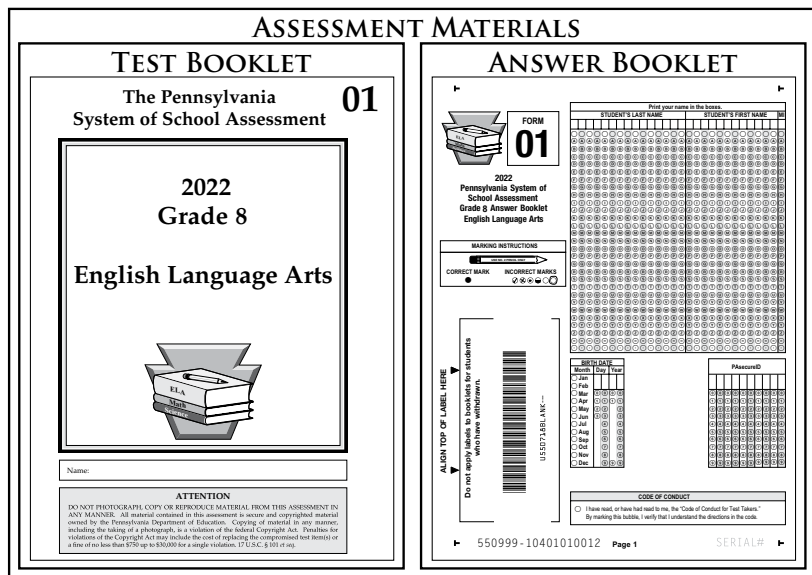 ASSESSMENT MATERIALS
TEST BOOKLET
The Pennsylvania
System of School Assessment
01
2022
Grade 8
English Language Arts
ELA
Math
Science
Name:
ATTENTION
DO NOT PHOTOGRAPH, COPY OR REPRODUCE MATERIAL FROM THIS ASSESSMENT IN
ANY MANNER. All material contained in this assessment is secure and copyrighted material
owned by the Pennsylvania Department of Education. Copying of material in any manner,
including the taking of a photograph, is a violation of the federal Copyright Act. Penalties for
violations of the Copyright Act may include the cost of replacing the compromised test item(s) or
a fine of no less than $750 up to $30,000 for a single violation. 17 U.S.C. § 101 et seq.
ANSWER BOOKLET
ELA
FORM
01
2022
Pennsylvania System of
School Assessment
Grade 8 Answer Booklet
English Language Arts
MARKING INSTRUCTIONS
CORRECT MARK
INCORRECT MARKS
ALIGN TOP OF LABEL HERE
Do not apply labels to booklets for students
who have withdrawn.
U550718BLANK--
Print your name in the boxes.
STUDENT'S LAST NAME
STUDENT'S FIRST NAME
MI
BIRTH DATE
Month Day Year
Jan
Feb
Mar
Apr
May
Jun
Jul
Aug
Sep
Oct
Nov
Dec
PAsecureID
CODE OF CONDUCT
I have read, or have had read to me, the "Code of Conduct for Test Takers."
By marking this bubble, I verify that I understand the directions in the code.
550999-10401010012
Page 1
SERIAL#